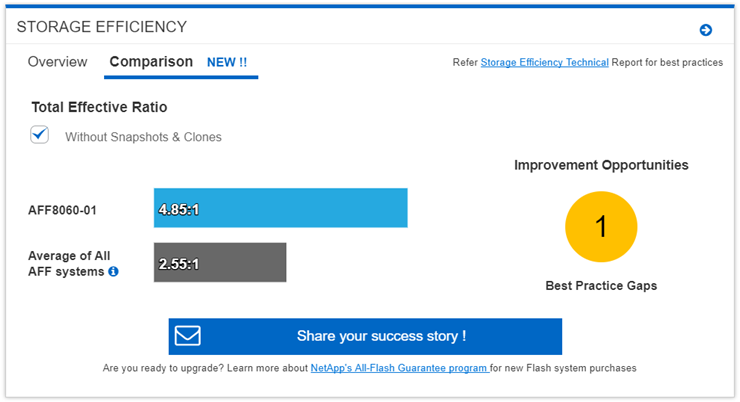 STORAGE EFFICIENCY
Overview
Comparison
NEW !!
Refer Storage Efficiency Technical Report for best practices
Total Effective Ratio
Without Snapshots & Clones
Improvement Opportunities
AFF8060-01
4.85:1
1
Average of All
AFF systems
2.55:1
Best Practice Gaps
Share your success story !
Are you ready to upgrade? Learn more about NetApp's All-Flash Guarantee program for new Flash system purchases